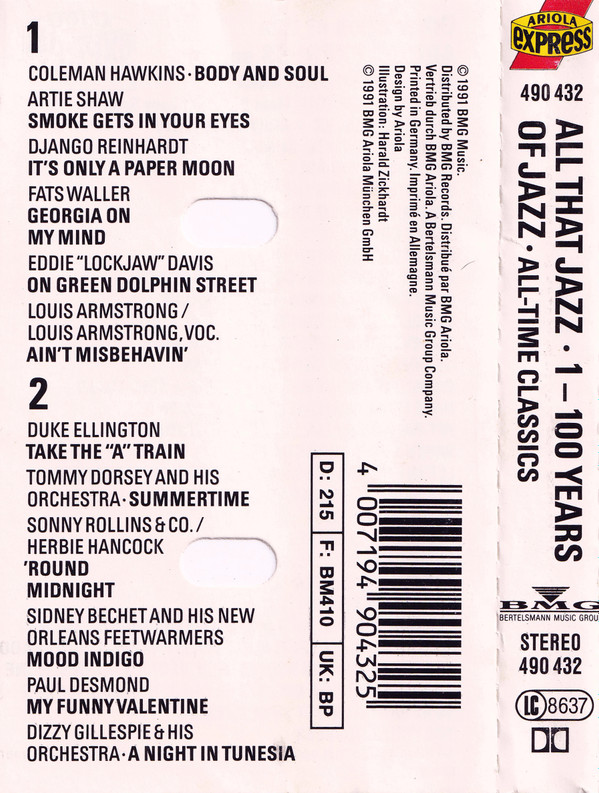 1
COLEMAN HAWKINS · BODY AND SOUL
ARTIE SHAW
SMOKE GETS IN YOUR EYES
DJANGO REINHARDT
IT'S ONLY A PAPER MOON
FATS WALLER
GEORGIA ON
MY MIND
EDDIE "LOCKJAW" DAVIS
ON GREEN DOLPHIN STREET
LOUIS ARMSTRONG /
LOUIS ARMSTRONG, VOC.
AIN'T MISBEHAVIN'
2
DUKE ELLINGTON
TAKE THE "A" TRAIN
TOMMY DORSEY AND HIS
ORCHESTRA · SUMMERTIME
SONNY ROLLINS & CO. /
HERBIE HANCOCK
'ROUND
MIDNIGHT
SIDNEY BECHET AND HIS NEW
ORLEANS FEETWARMERS
MOOD INDIGO
PAUL DESMOND
MY FUNNY VALENTINE
DIZZY GILLESPIE & HIS
ORCHESTRA · A NIGHT IN TUNESIA
© 1991 BMG Music.
Distributed by BMG Records. Distribué par BMG Ariola.
Vertrieb durch BMG Ariola. A Bertelsmann Music Group Company.
Printed in Germany. Imprimé en Allemagne.
Design by Ariola
Illustration: Harald Zickhardt
© 1991 BMG Ariola München GmbH
D: 215 F: BM410 UK: BP
4 007194 904325
ARIOLA
EXPRESS
490 432
ALL THAT JAZZ · 1 – 100 YEARS
OF JAZZ · ALL-TIME CLASSICS
BMG
BERTELSMANN MUSIC GROU
STEREO
490 432
LC 8637